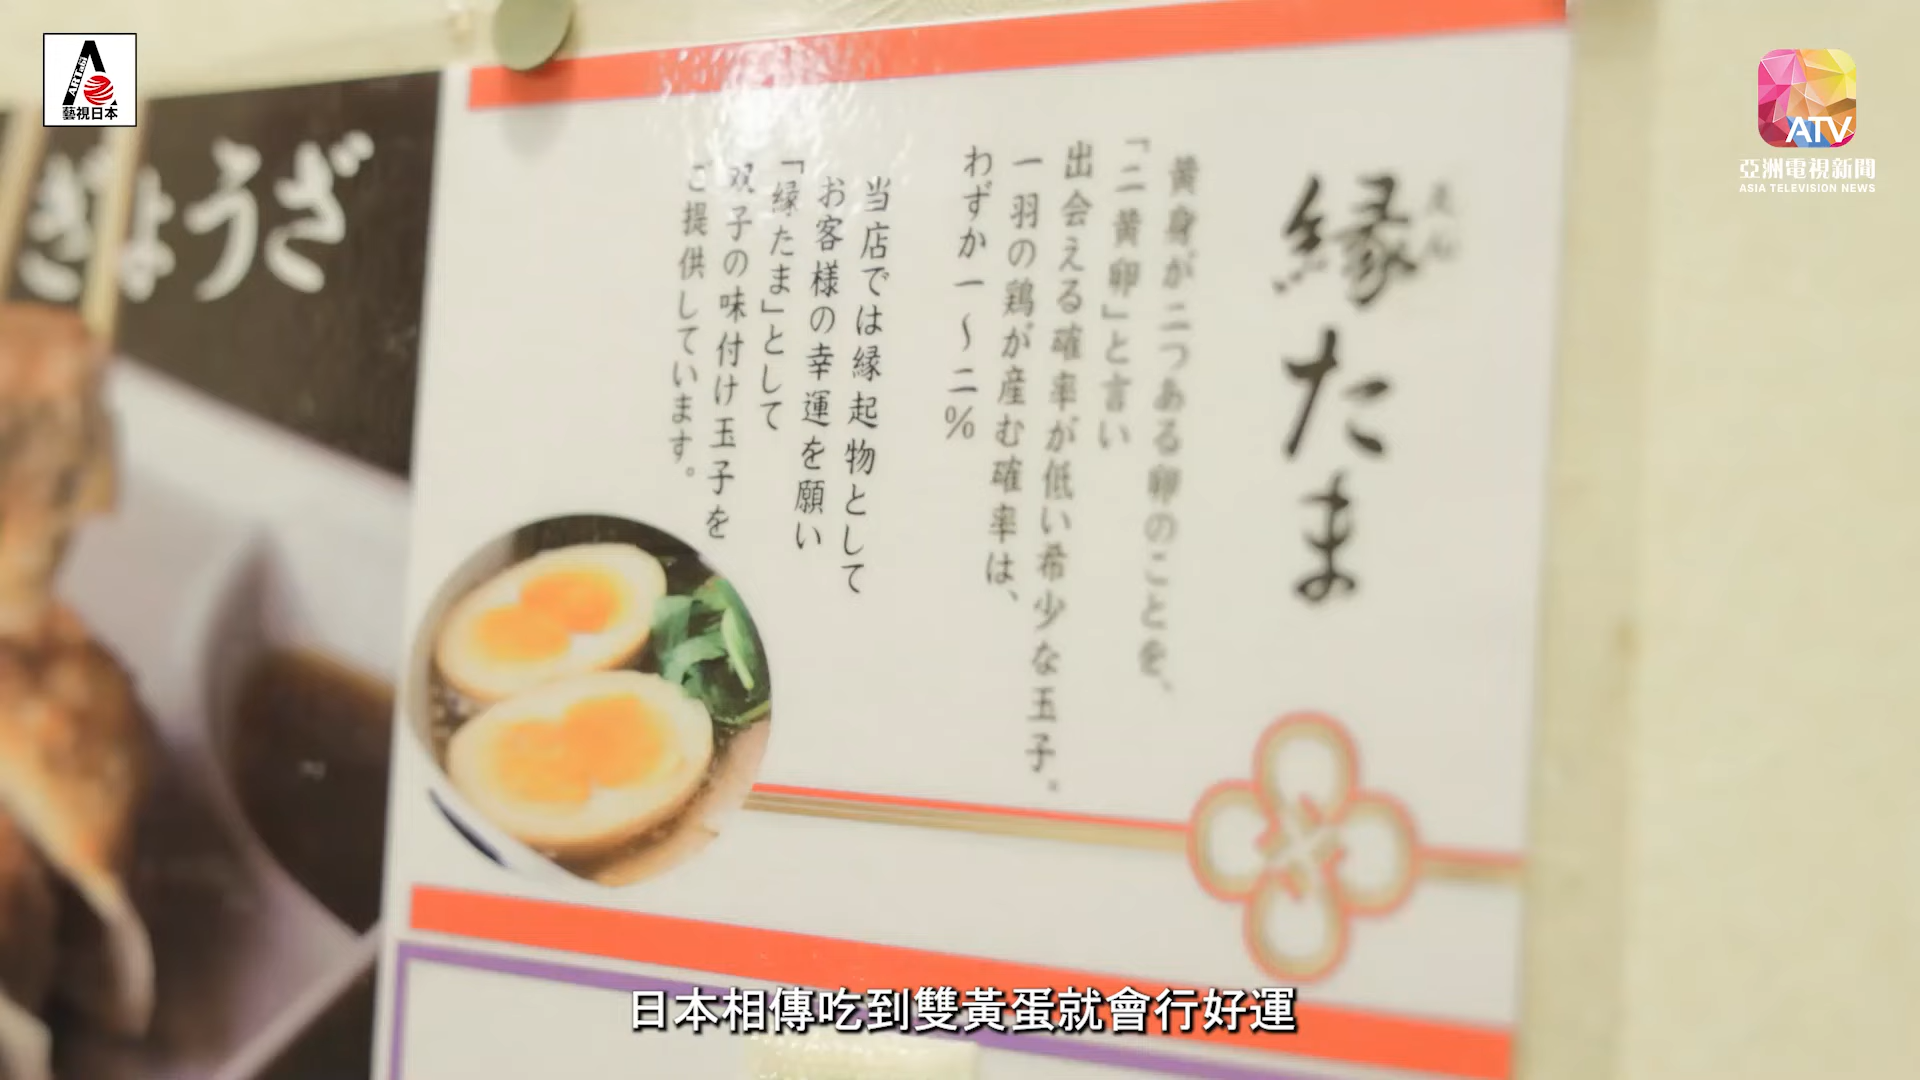 藝視日本
ATV
亞洲電視新聞
ASIA TELEVISION NEWS
ぎょうざ
縁たま
黄身が二つある卵のことを、
「二黄卵」と言い
出会える確率が低い希少な玉子。
一羽の鶏が産む確率は、
わずか一〜二%
当店では縁起物として
お客様の幸運を願い
「縁たま」として
双子の味付け玉子を
ご提供しています。
日本相傳吃到雙黃蛋就會行好運